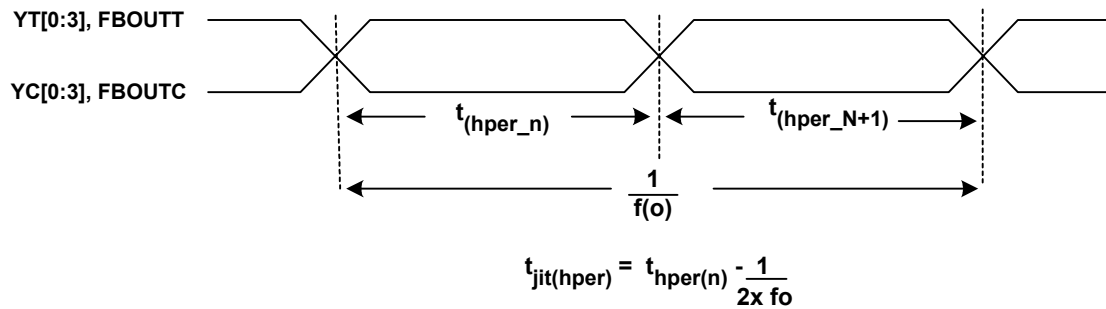 YT[0:3], FBOUTT
YC[0:3], FBOUTC
t(hper_n)
t(hper_N+1)
1
f(o)
tjit(hper) = thper(n) - 1
2x fo